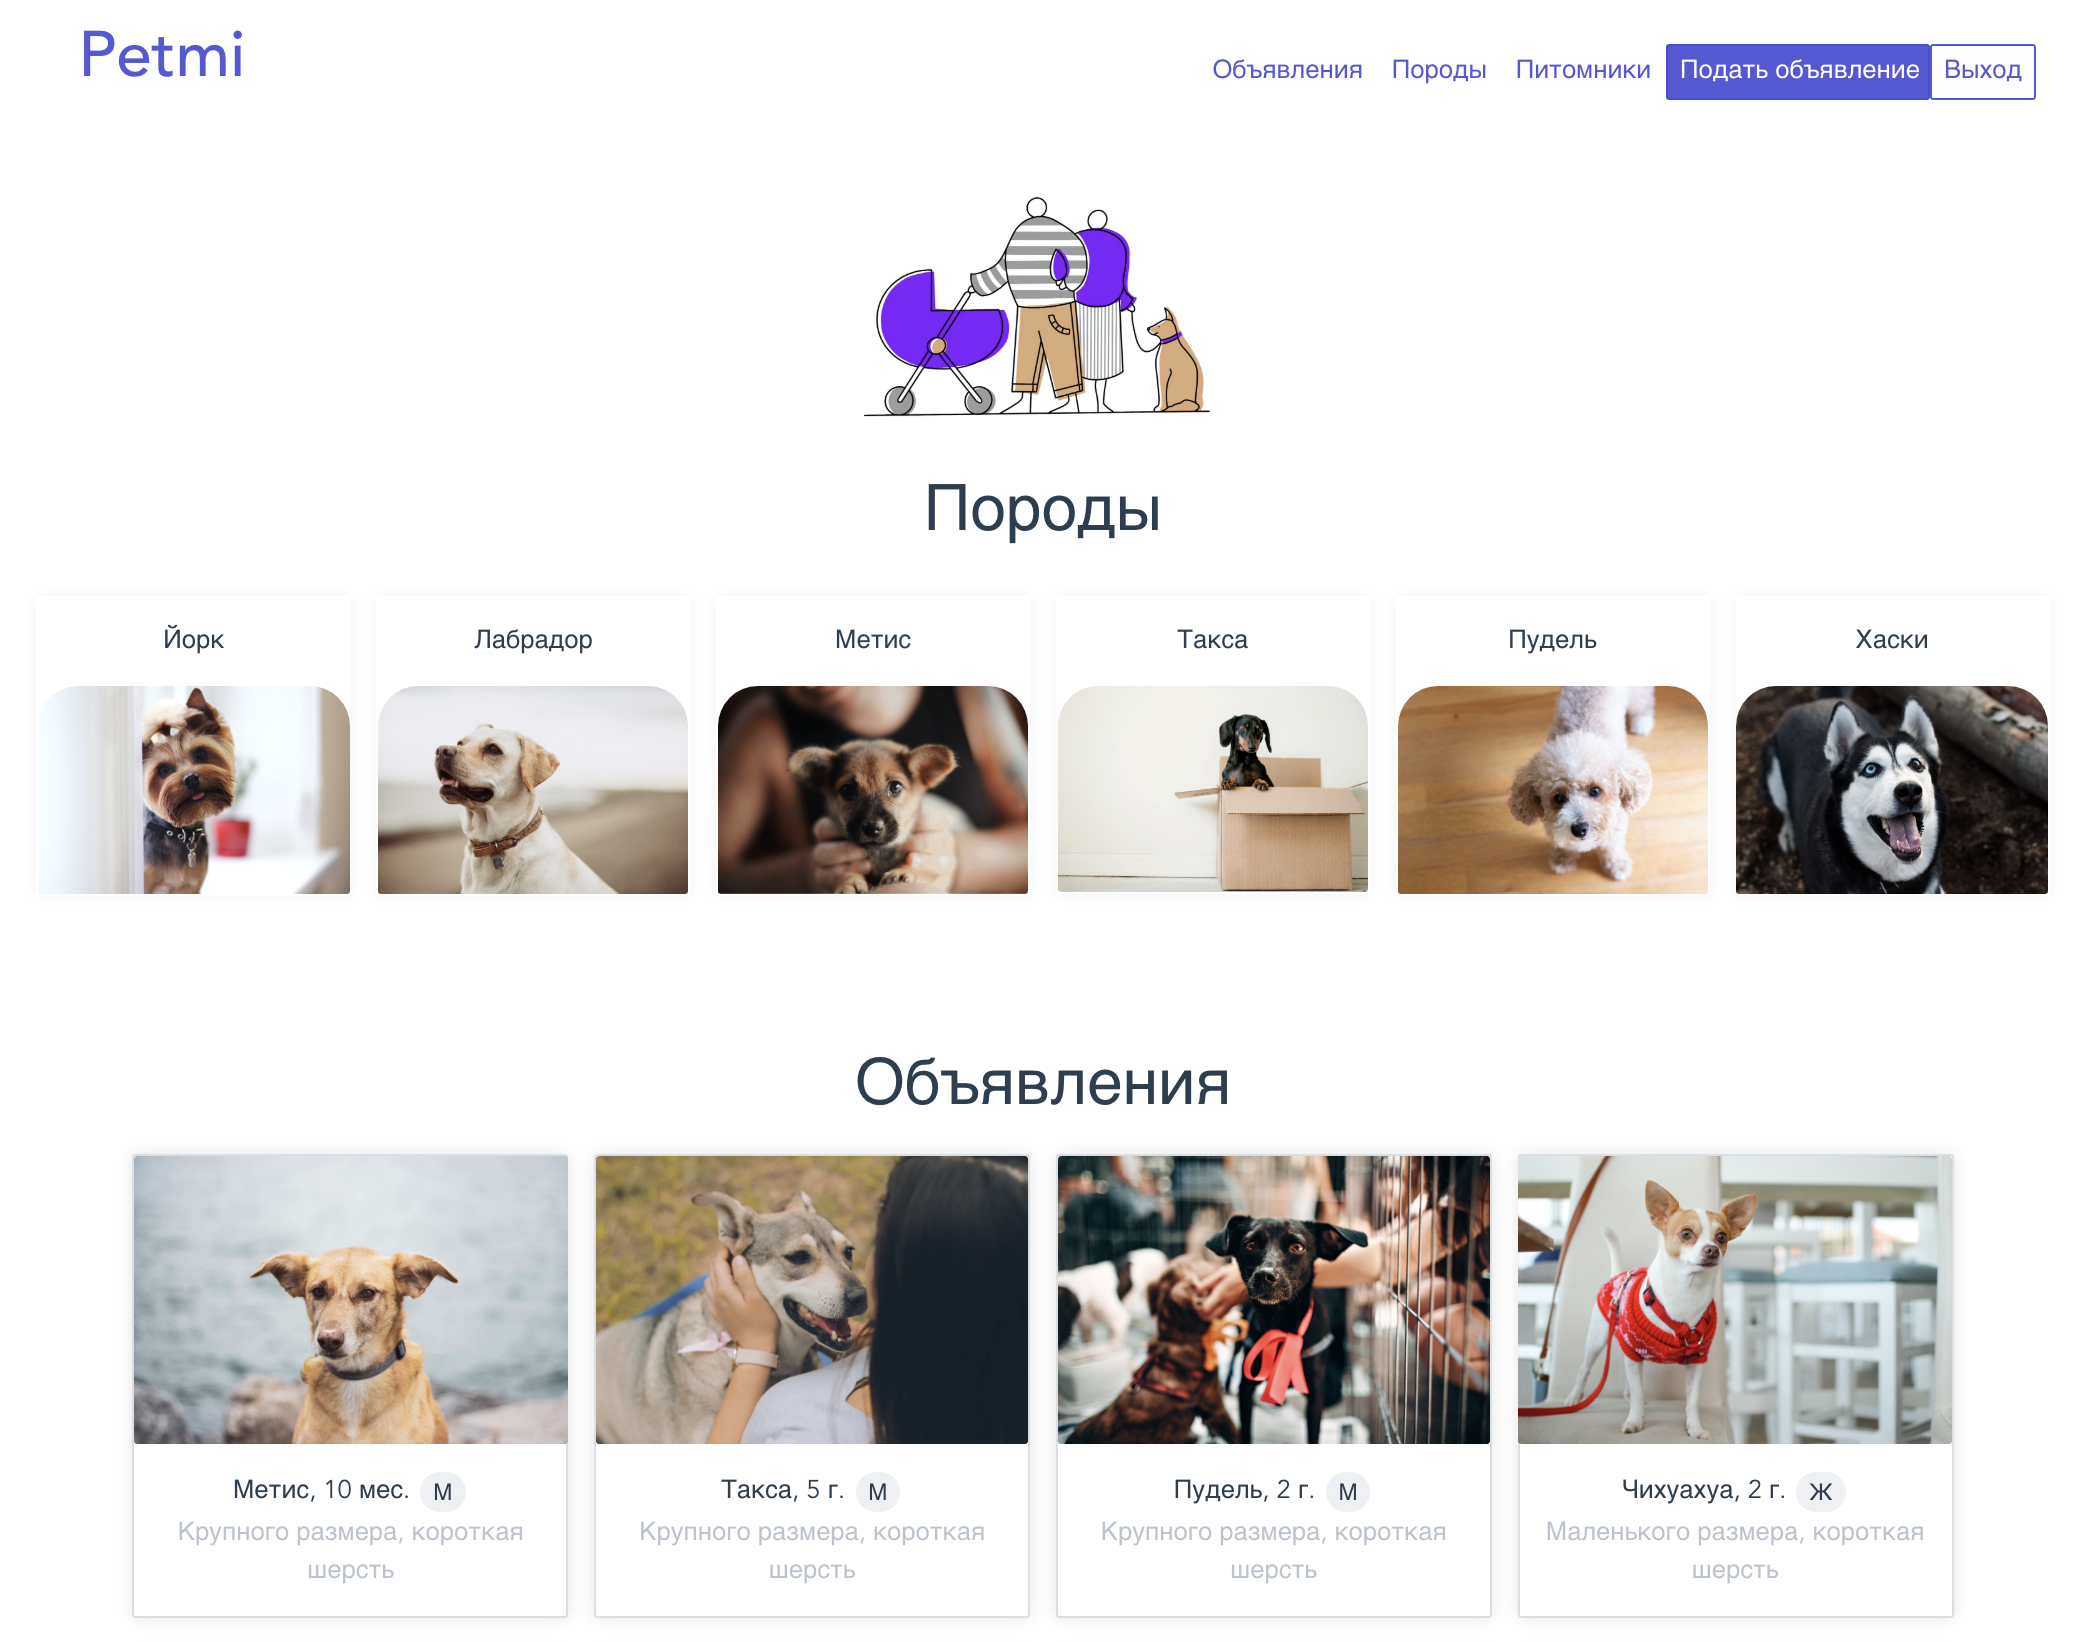 Petmi
Объявления Породы Питомники Подать объявление Выход
Породы
Йорк
Лабрадор
Метис
Такса
Пудель
Хаски
Объявления
Метис, 10 мес. М
Крупного размера, короткая
шерсть
Такса, 5 г. М
Крупного размера, короткая
шерсть
Пудель, 2 г. М
Крупного размера, короткая
шерсть
Чихуахуа, 2 г. Ж
Маленького размера, короткая
шерсть